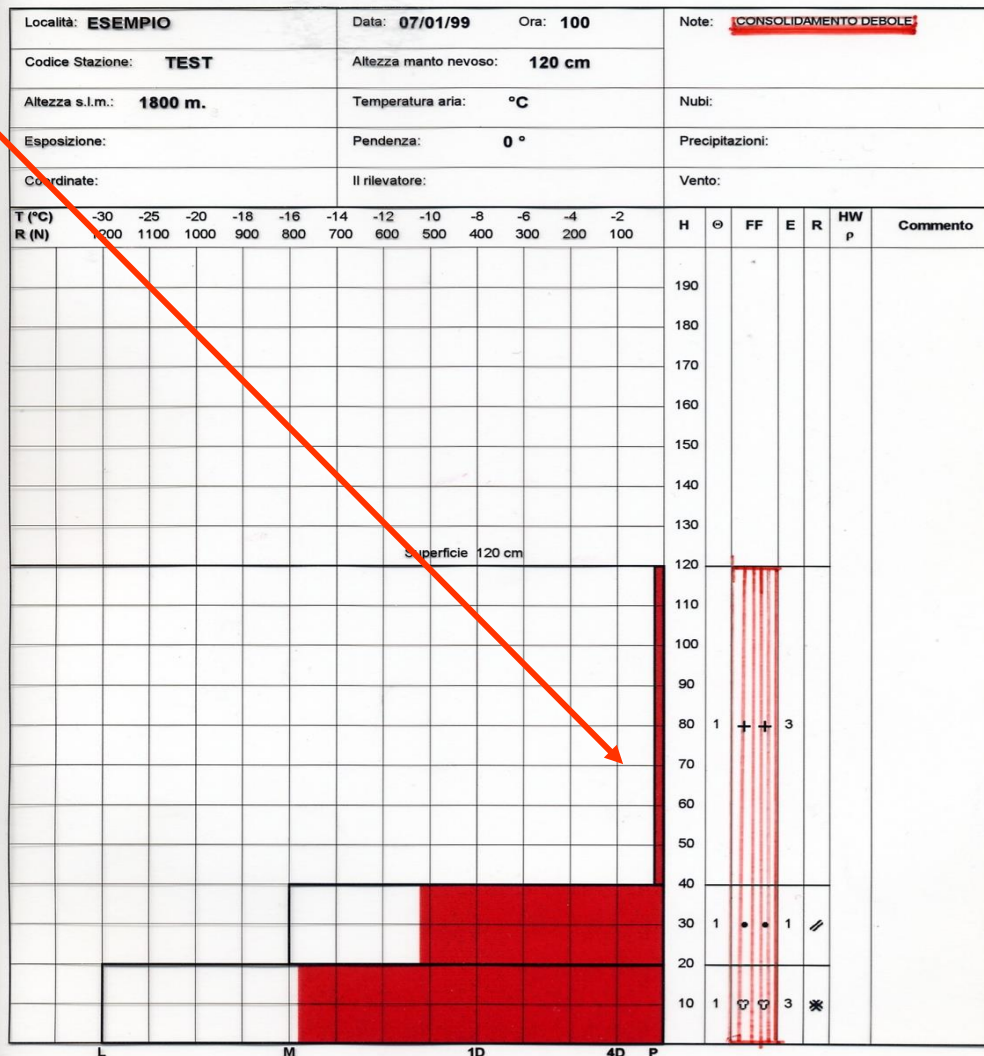 Località: ESEMPIO Data: 07/01/99 Ora: 100 Note: CONSOLIDAMENTO DEBOLE
Codice Stazione: TEST Altezza manto nevoso: 120 cm
Altezza s.l.m.: 1800 m. Temperatura aria: °C Nubi:
Esposizione: Pendenza: 0 ° Precipitazioni:
Coordinate: Il rilevatore: Vento:
T (°C) -30 -25 -20 -18 -16 -14 -12 -10 -8 -6 -4 -2 H Θ FF E R HW Commento
R (N) 1200 1100 1000 900 800 700 600 500 400 300 200 100 ρ
190
180
170
160
150
140
130
Superficie 120 cm
120
110
100
90
80 1 + + 3
70
60
50
40
30 1 • • 1
20
10 1 3
L M 1D 4D P